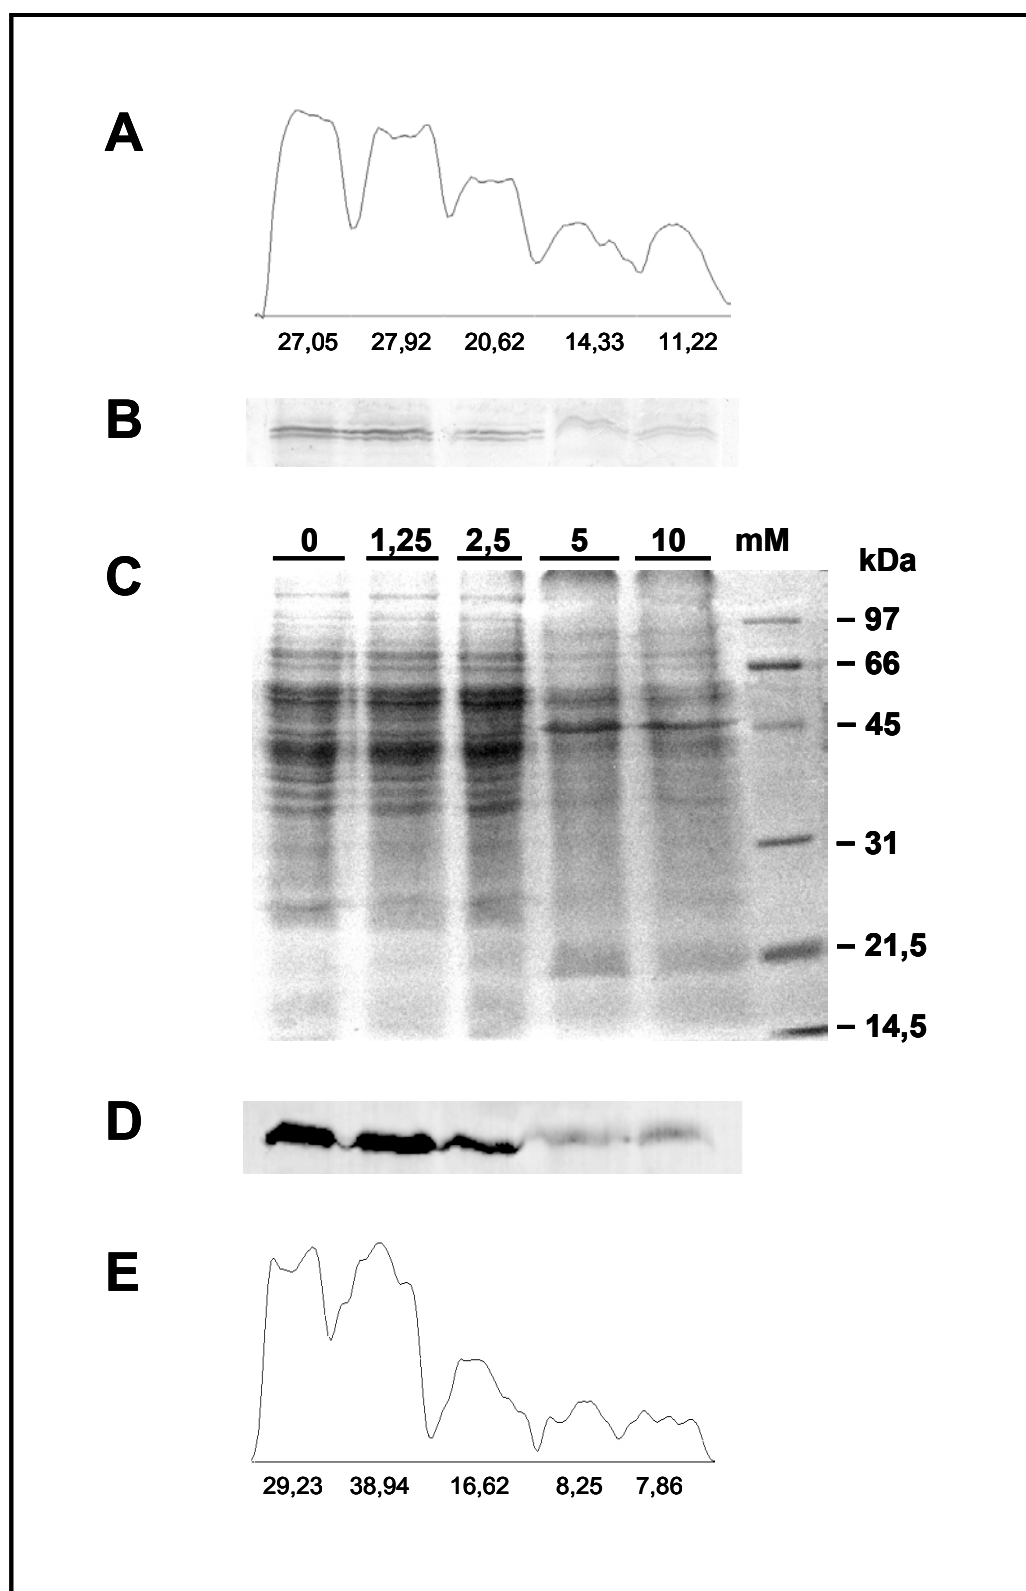 A
27,05 27,92 20,62 14,33 11,22
B
0 1,25 2,5 5 10 mM
kDa
C
– 97
– 66
– 45
– 31
– 21,5
– 14,5
D
E
29,23 38,94 16,62 8,25 7,86